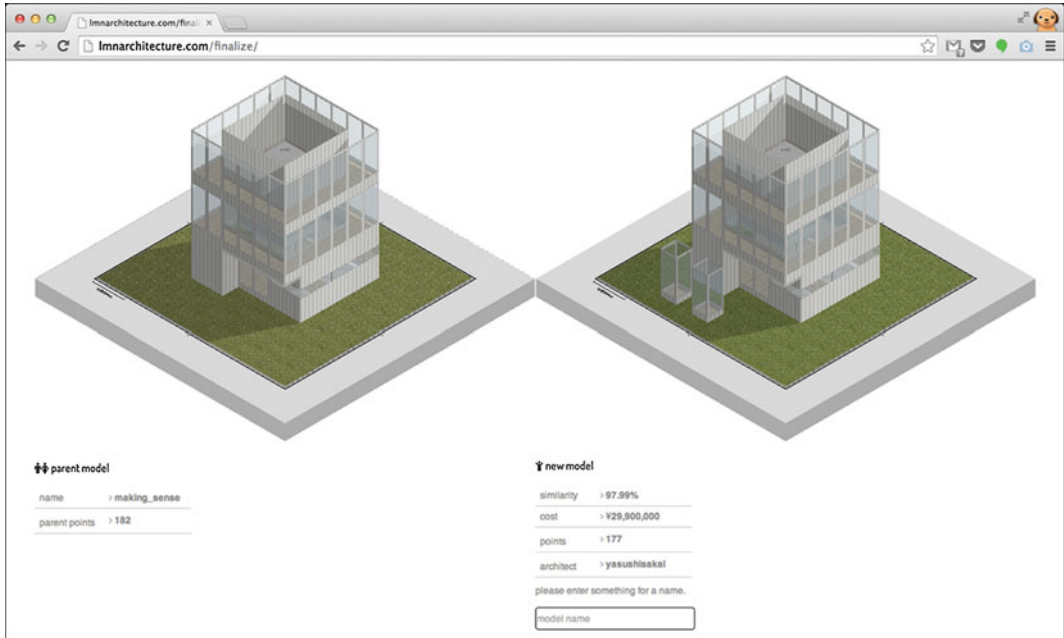 lmnarchitecture.com/final
lmnarchitecture.com/finalize/
parent model
name › making_sense
parent points › 182
new model
similarity › 97.99%
cost › ¥29,900,000
points › 177
architect › yasushisakai
please enter something for a name.
model name